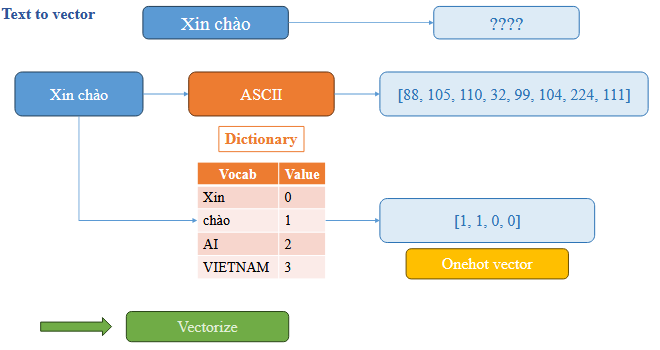 Text to vector
Xin chào
????
Xin chào
ASCII
[88, 105, 110, 32, 99, 104, 224, 111]
Dictionary
Vocab Value
Xin 0
chào 1
AI 2
VIETNAM 3
[1, 1, 0, 0]
Onehot vector
Vectorize